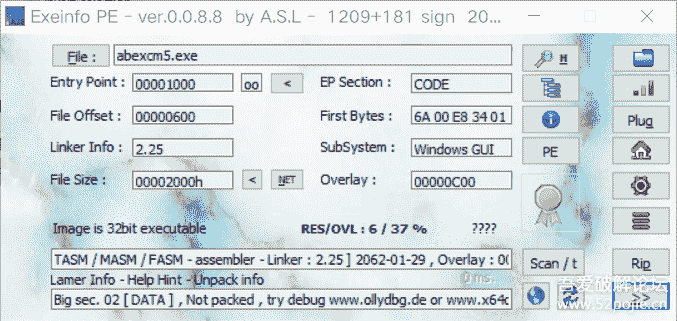 Exeinfo PE - ver.0.0.8.8 by A.S.L - 1209+181 sign 20...
File : abexcm5.exe H
Entry Point : 00001000 oo < EP Section : CODE
File Offset : 00000600 First Bytes : 6A 00 E8 34 01 Plug
Linker Info : 2.25 SubSystem : Windows GUI PE
File Size : 00002000h < NET Overlay : 00000C00
Image is 32bit executable RES/OVL : 6 / 37 % ????
TASM / MASM / FASM - assembler - Linker : 2.25 ] 2062-01-29 , Overlay : 0( Scan / t Rip
Lamer Info - Help Hint - Unpack info 0 ms.
Big sec. 02 [ DATA ] , Not packed , try debug www.ollydbg.de or www.x64d >>
吾爱破解论坛
www.52pojie.cn